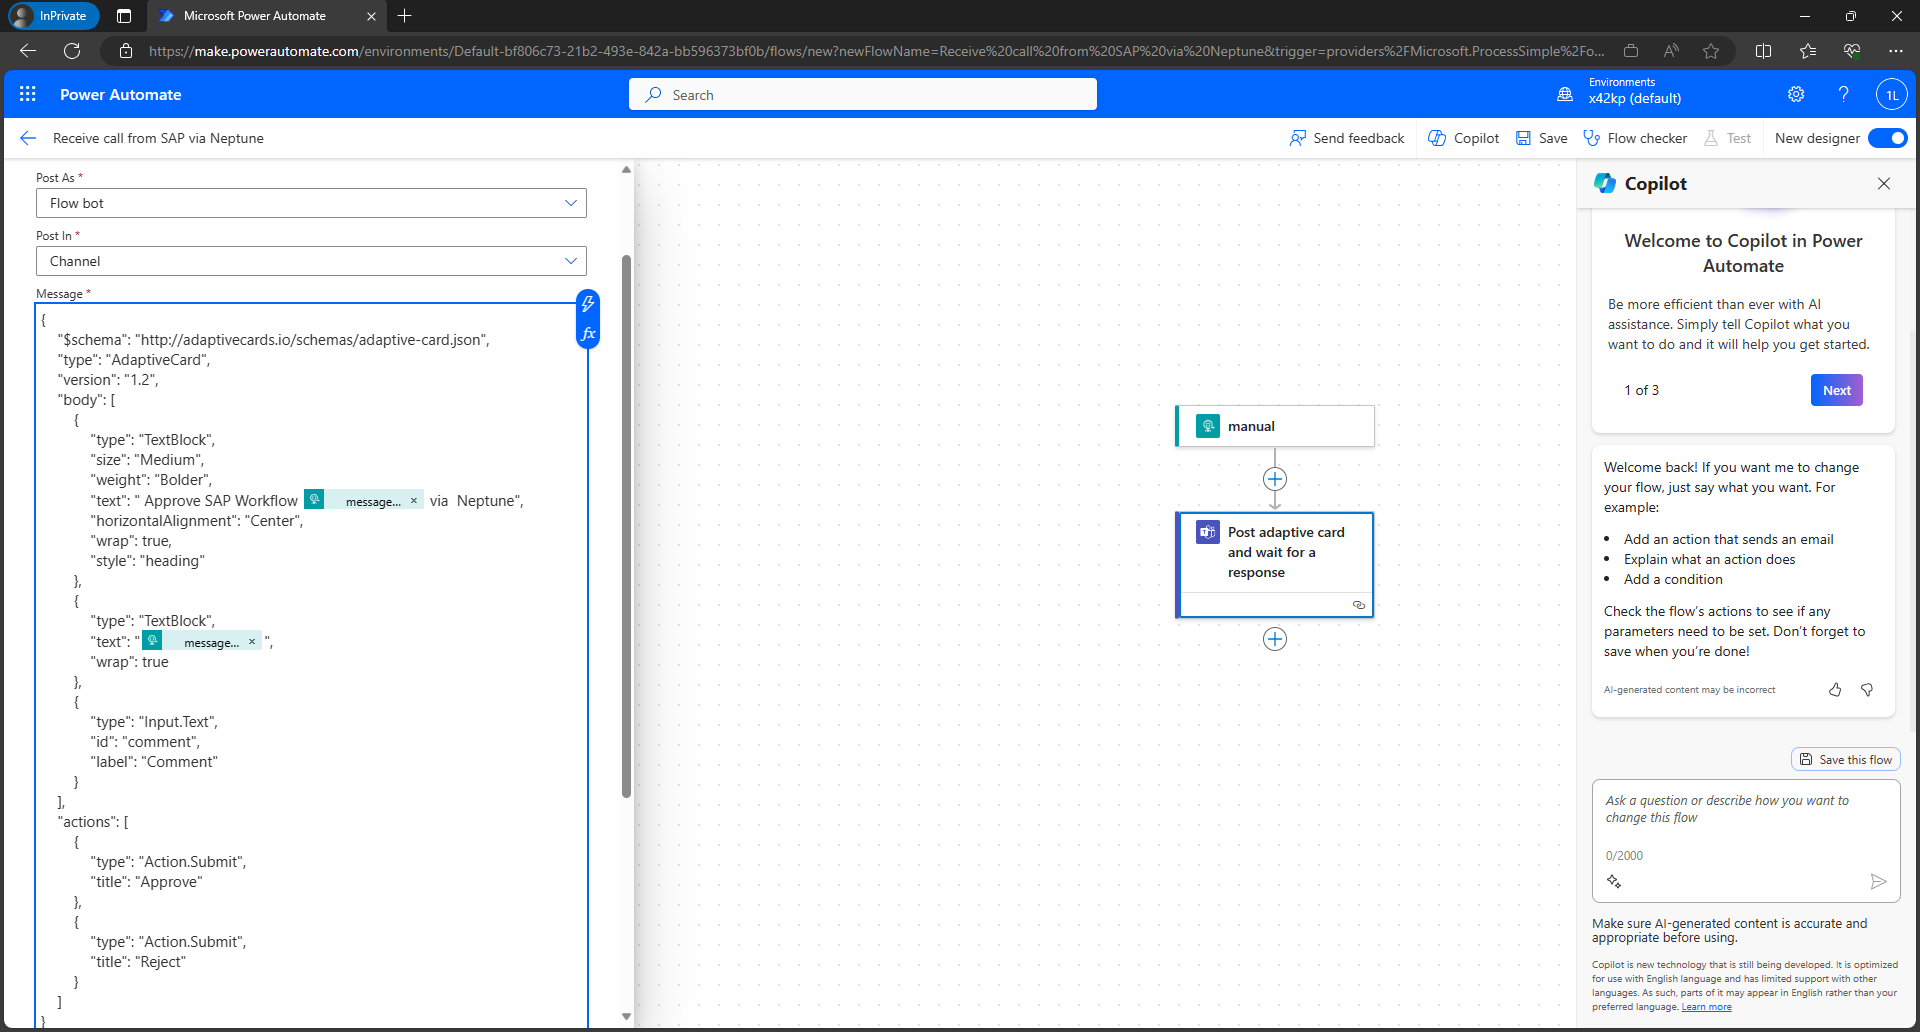 InPrivate
Microsoft Power Automate
https://make.powerautomate.com/environments/Default-bf806c73-21b2-493e-842a-bb596373bf0b/flows/new?newFlowName=Receive%20call%20from%20SAP%20via%20Neptune&trigger=providers%2FMicrosoft.ProcessSimple%2Fo...
Power Automate
Search
Environments
x42kp (default)
1L
Receive call from SAP via Neptune
Send feedback
Copilot
Save
Flow checker
Test
New designer
Post As *
Flow bot
Post In *
Channel
Message *
fx
{
"$schema": "http://adaptivecards.io/schemas/adaptive-card.json",
"type": "AdaptiveCard",
"version": "1.2",
"body": [
{
"type": "TextBlock",
"size": "Medium",
"weight": "Bolder",
"text": " Approve SAP Workflow message... × via Neptune",
"horizontalAlignment": "Center",
"wrap": true,
"style": "heading"
},
{
"type": "TextBlock",
"text": " message... × ",
"wrap": true
},
{
"type": "Input.Text",
"id": "comment",
"label": "Comment"
}
],
"actions": [
{
"type": "Action.Submit",
"title": "Approve"
},
{
"type": "Action.Submit",
"title": "Reject"
}
]
}
manual
Post adaptive card
and wait for a
response
Copilot
Welcome to Copilot in Power
Automate
Be more efficient than ever with AI
assistance. Simply tell Copilot what you
want to do and it will help you get started.
1 of 3
Next
Welcome back! If you want me to change
your flow, just say what you want. For
example:
• Add an action that sends an email
• Explain what an action does
• Add a condition
Check the flow's actions to see if any
parameters need to be set. Don't forget to
save when you're done!
AI-generated content may be incorrect
Save this flow
Ask a question or describe how you want to
change this flow
0/2000
Make sure AI-generated content is accurate and
appropriate before using.
Copilot is new technology that is still being developed. It is optimized
for use with English language and has limited support with other
languages. As such, parts of it may appear in English rather than your
preferred language. Learn more